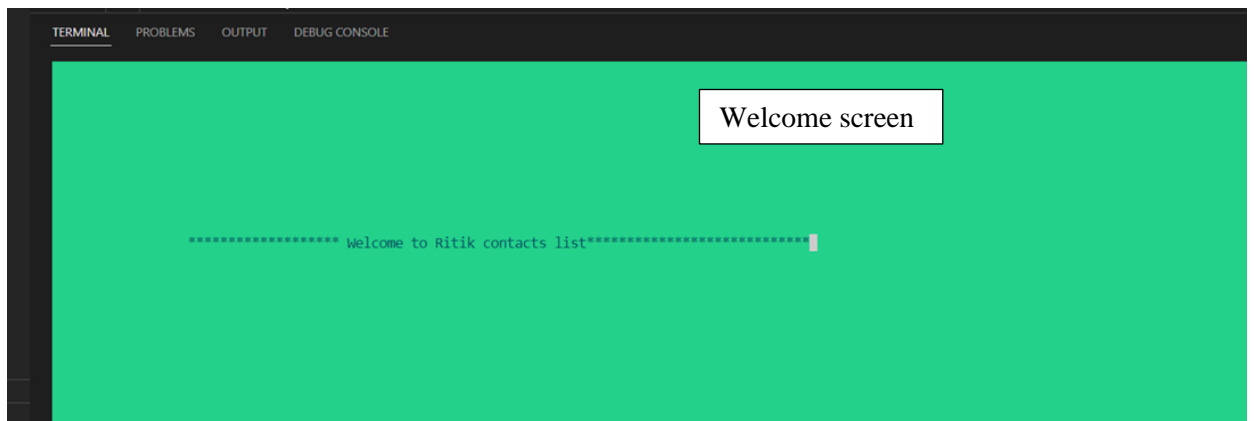 TERMINAL PROBLEMS OUTPUT DEBUG CONSOLE
Welcome screen
******************* Welcome to Ritik contacts list****************************